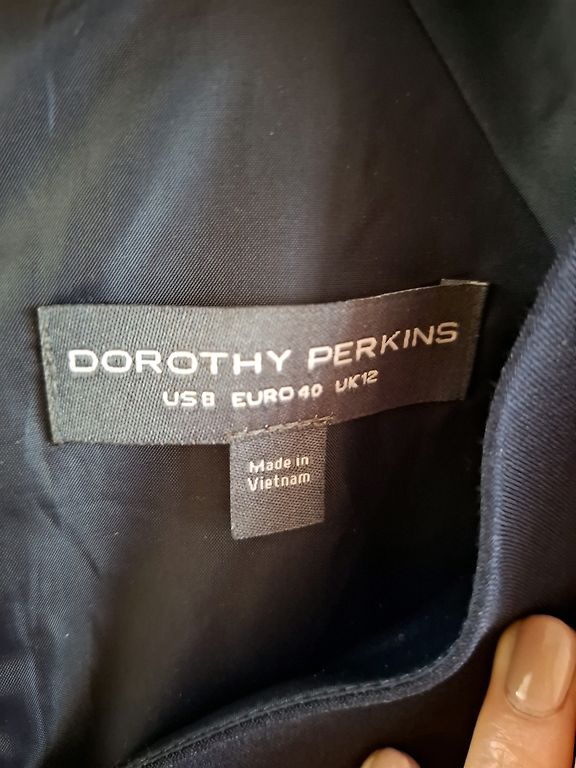 DOROTHY PERKINS
US 8 EURO 40 UK 12
Made in
Vietnam